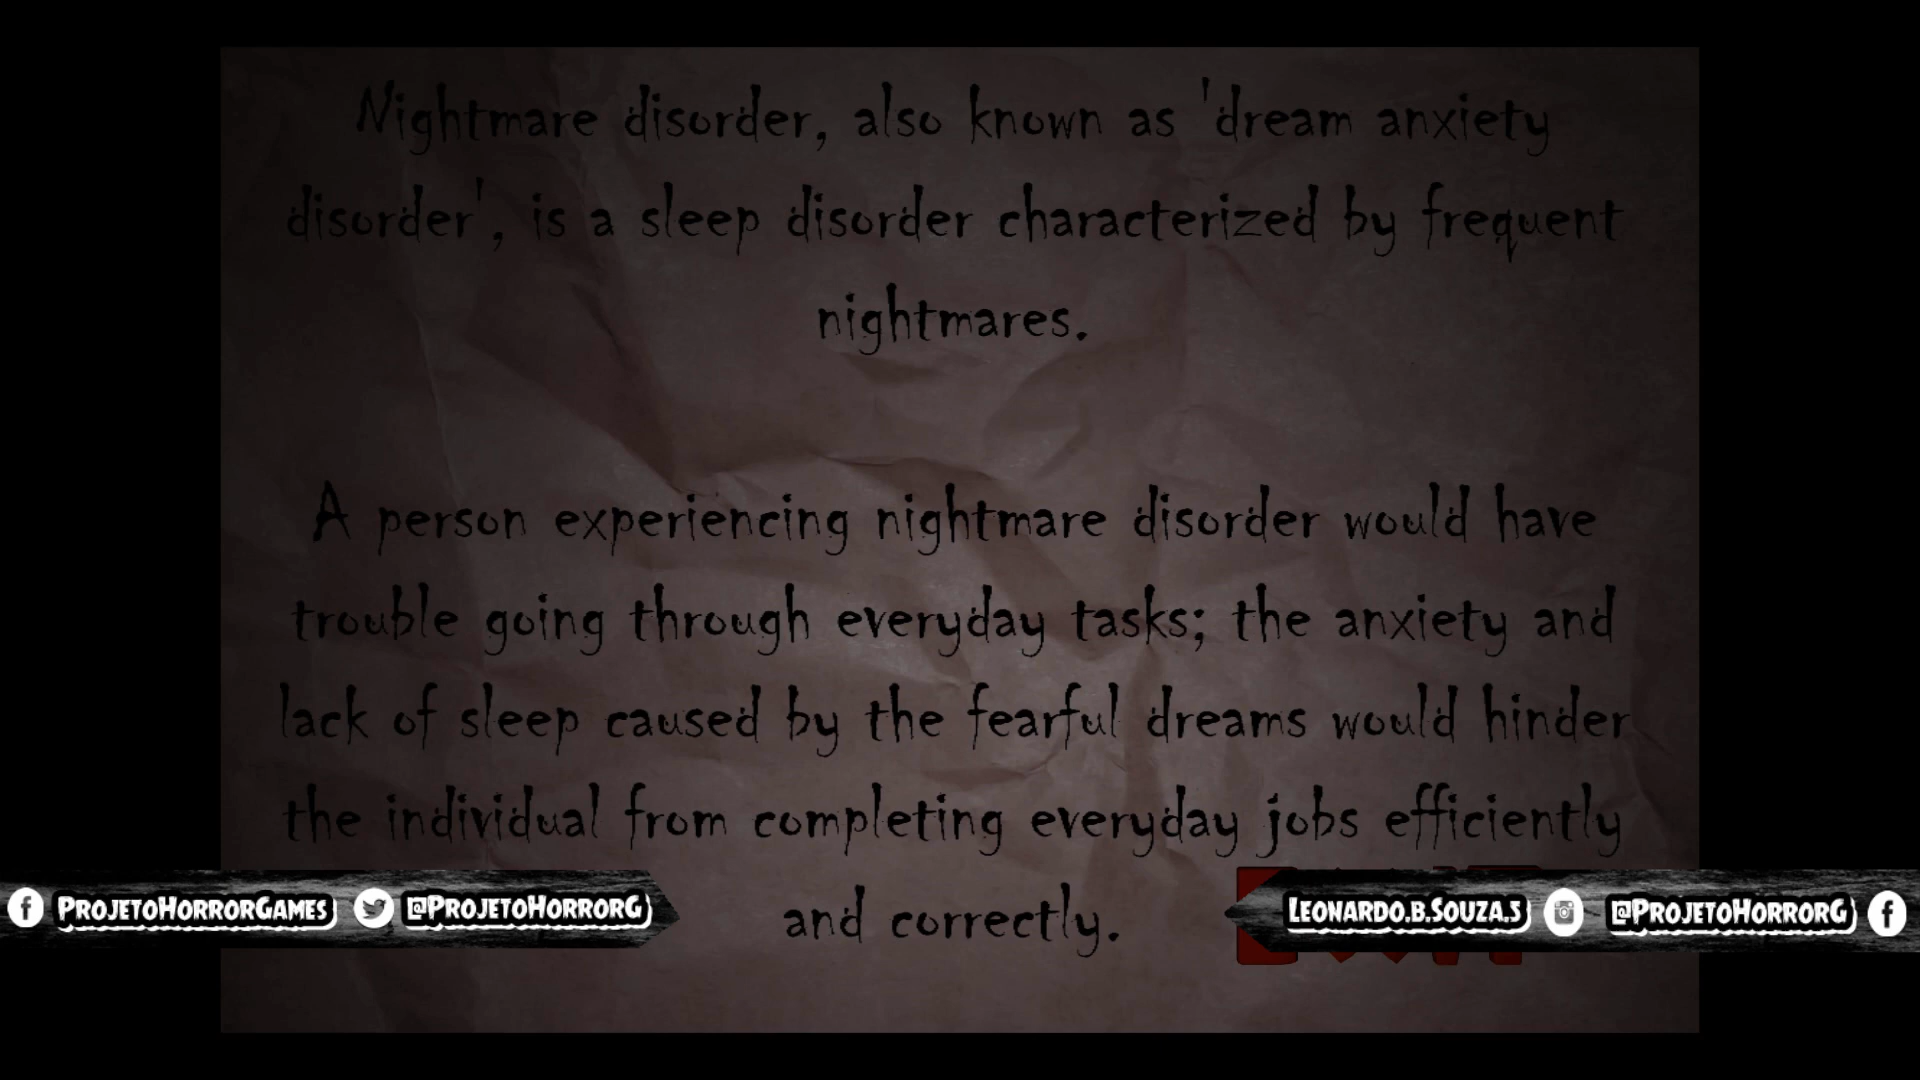 Nightmare disorder, also known as 'dream anxiety
disorder', is a sleep disorder characterized by frequent
nightmares.
A person experiencing nightmare disorder would have
trouble going through everyday tasks; the anxiety and
lack of sleep caused by the fearful dreams would hinder
the individual from completing everyday jobs efficiently
and correctly.
ProjetoHorrorGames @ProjetoHorrorG
Leonardo.b.Souza.5 @ProjetoHorrorG